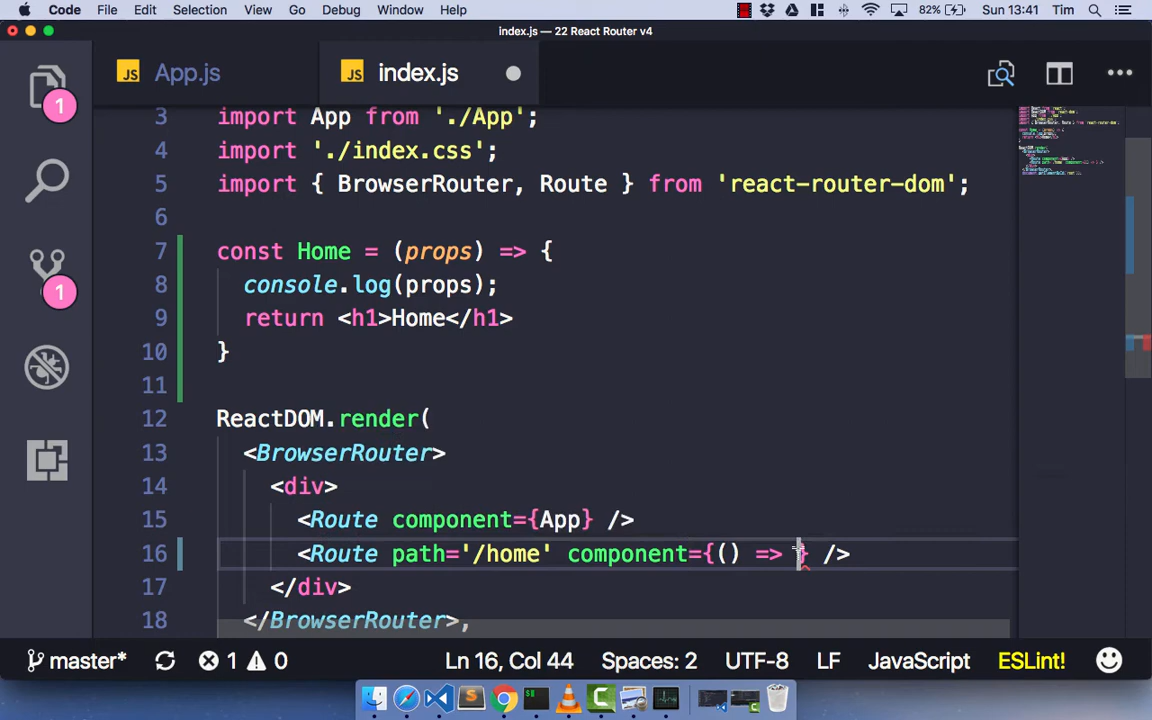 Code File Edit Selection View Go Debug Window Help 82% Sun 13:41 Tim
index.js — 22 React Router v4
JS App.js JS index.js
3 import App from './App';
4 import './index.css';
5 import { BrowserRouter, Route } from 'react-router-dom';
6
7 const Home = (props) => {
8 console.log(props);
9 return <h1>Home</h1>
10 }
11
12 ReactDOM.render(
13 <BrowserRouter>
14 <div>
15 <Route component={App} />
16 <Route path='/home' component={() => } />
17 </div>
18 </BrowserRouter>,
1
1
master* 1 0 Ln 16, Col 44 Spaces: 2 UTF-8 LF JavaScript ESLint!